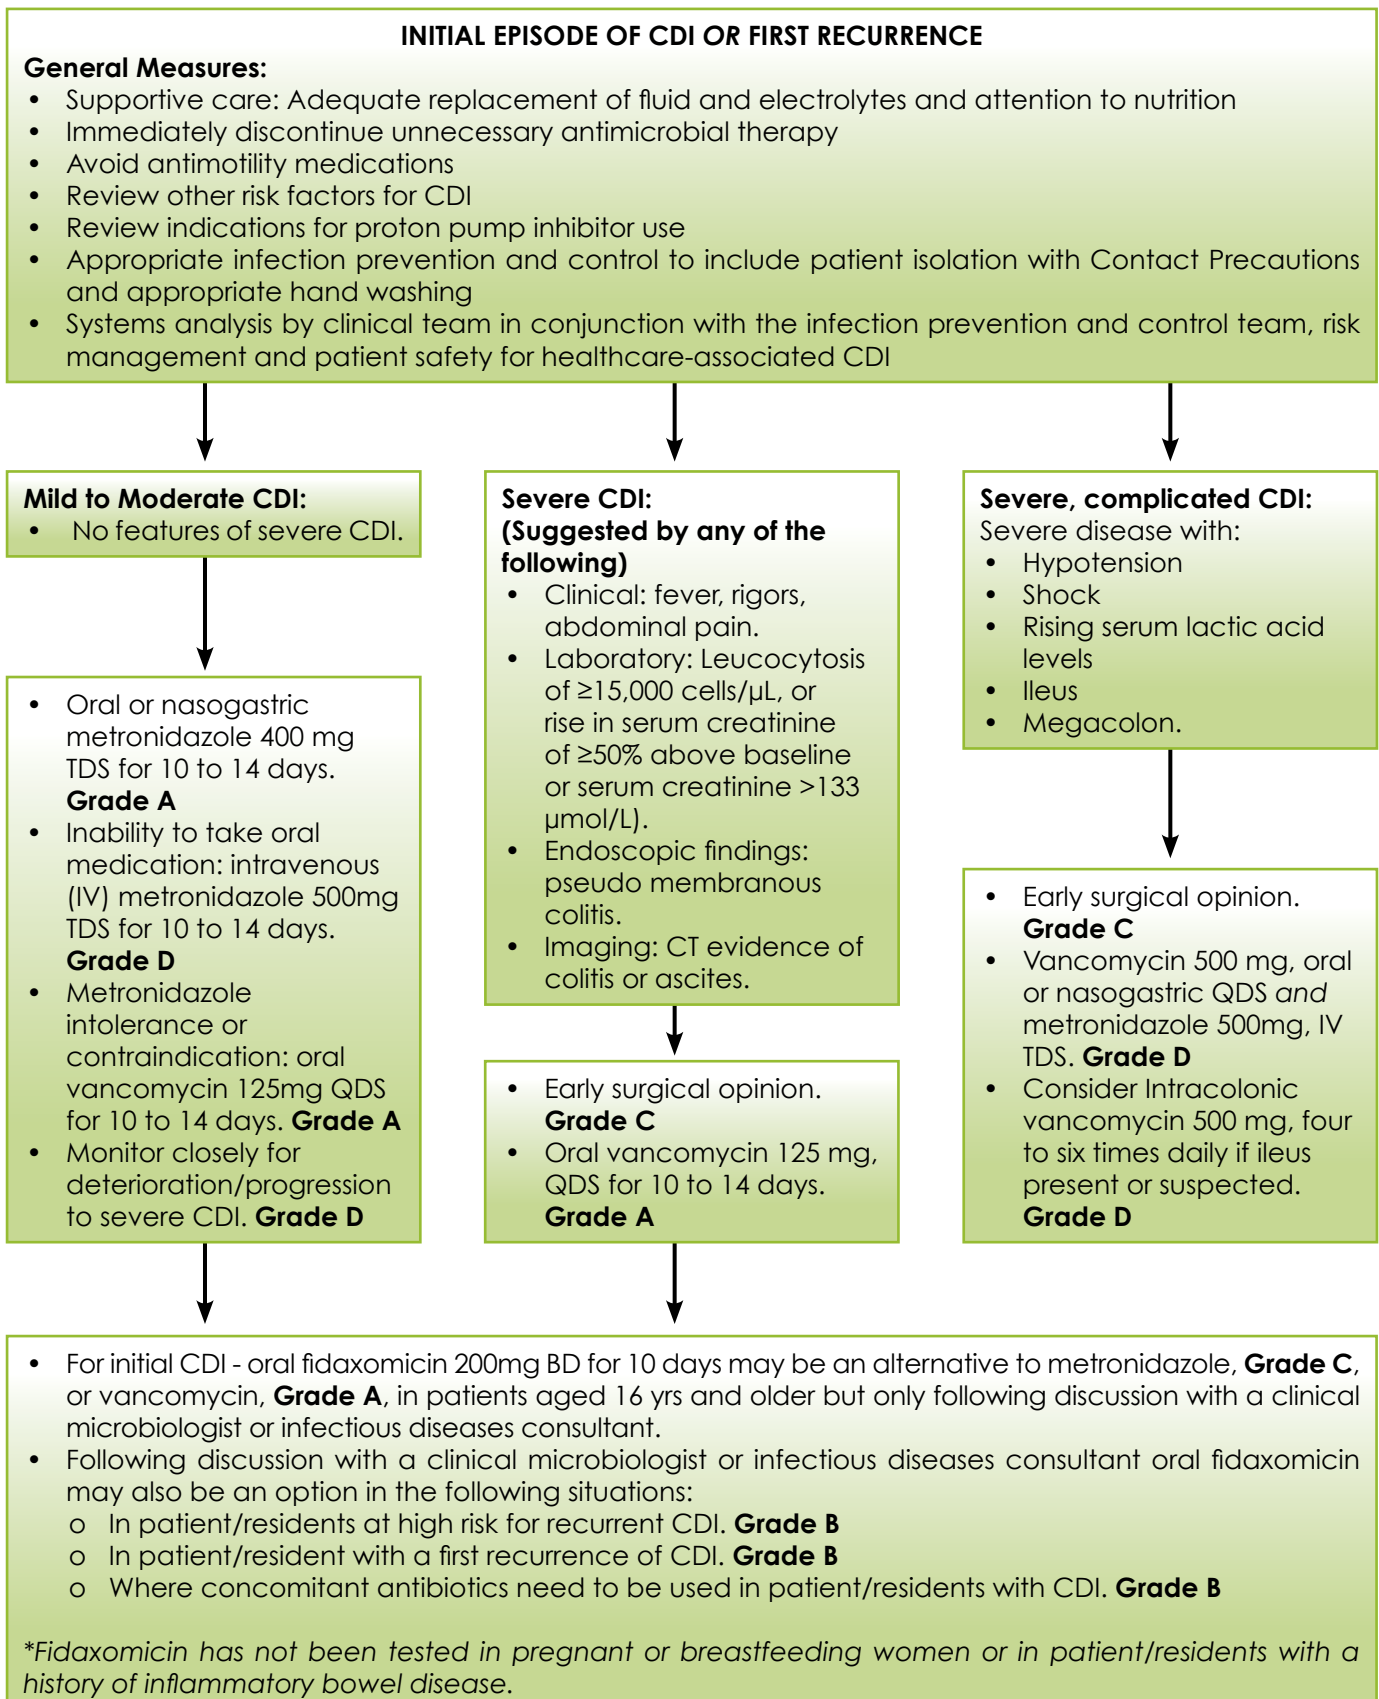 INITIAL EPISODE OF CDI OR FIRST RECURRENCE
General Measures:
• Supportive care: Adequate replacement of fluid and electrolytes and attention to nutrition
• Immediately discontinue unnecessary antimicrobial therapy
• Avoid antimotility medications
• Review other risk factors for CDI
• Review indications for proton pump inhibitor use
• Appropriate infection prevention and control to include patient isolation with Contact Precautions
and appropriate hand washing
• Systems analysis by clinical team in conjunction with the infection prevention and control team, risk
management and patient safety for healthcare-associated CDI
Mild to Moderate CDI:
• No features of severe CDI.
• Oral or nasogastric
metronidazole 400 mg
TDS for 10 to 14 days.
Grade A
• Inability to take oral
medication: intravenous
(IV) metronidazole 500mg
TDS for 10 to 14 days.
Grade D
• Metronidazole
intolerance or
contraindication: oral
vancomycin 125mg QDS
for 10 to 14 days. Grade A
• Monitor closely for
deterioration/progression
to severe CDI. Grade D
Severe CDI:
(Suggested by any of the
following)
• Clinical: fever, rigors,
abdominal pain.
• Laboratory: Leucocytosis
of ≥15,000 cells/µL, or
rise in serum creatinine
of ≥50% above baseline
or serum creatinine >133
µmol/L).
• Endoscopic findings:
pseudo membranous
colitis.
• Imaging: CT evidence of
colitis or ascites.
• Early surgical opinion.
Grade C
• Oral vancomycin 125 mg,
QDS for 10 to 14 days.
Grade A
Severe, complicated CDI:
Severe disease with:
• Hypotension
• Shock
• Rising serum lactic acid
levels
• Ileus
• Megacolon.
• Early surgical opinion.
Grade C
• Vancomycin 500 mg, oral
or nasogastric QDS and
metronidazole 500mg, IV
TDS. Grade D
• Consider Intracolonic
vancomycin 500 mg, four
to six times daily if ileus
present or suspected.
Grade D
• For initial CDI - oral fidaxomicin 200mg BD for 10 days may be an alternative to metronidazole, Grade C,
or vancomycin, Grade A, in patients aged 16 yrs and older but only following discussion with a clinical
microbiologist or infectious diseases consultant.
• Following discussion with a clinical microbiologist or infectious diseases consultant oral fidaxomicin
may also be an option in the following situations:
o In patient/residents at high risk for recurrent CDI. Grade B
o In patient/resident with a first recurrence of CDI. Grade B
o Where concomitant antibiotics need to be used in patient/residents with CDI. Grade B
*Fidaxomicin has not been tested in pregnant or breastfeeding women or in patient/residents with a
history of inflammatory bowel disease.